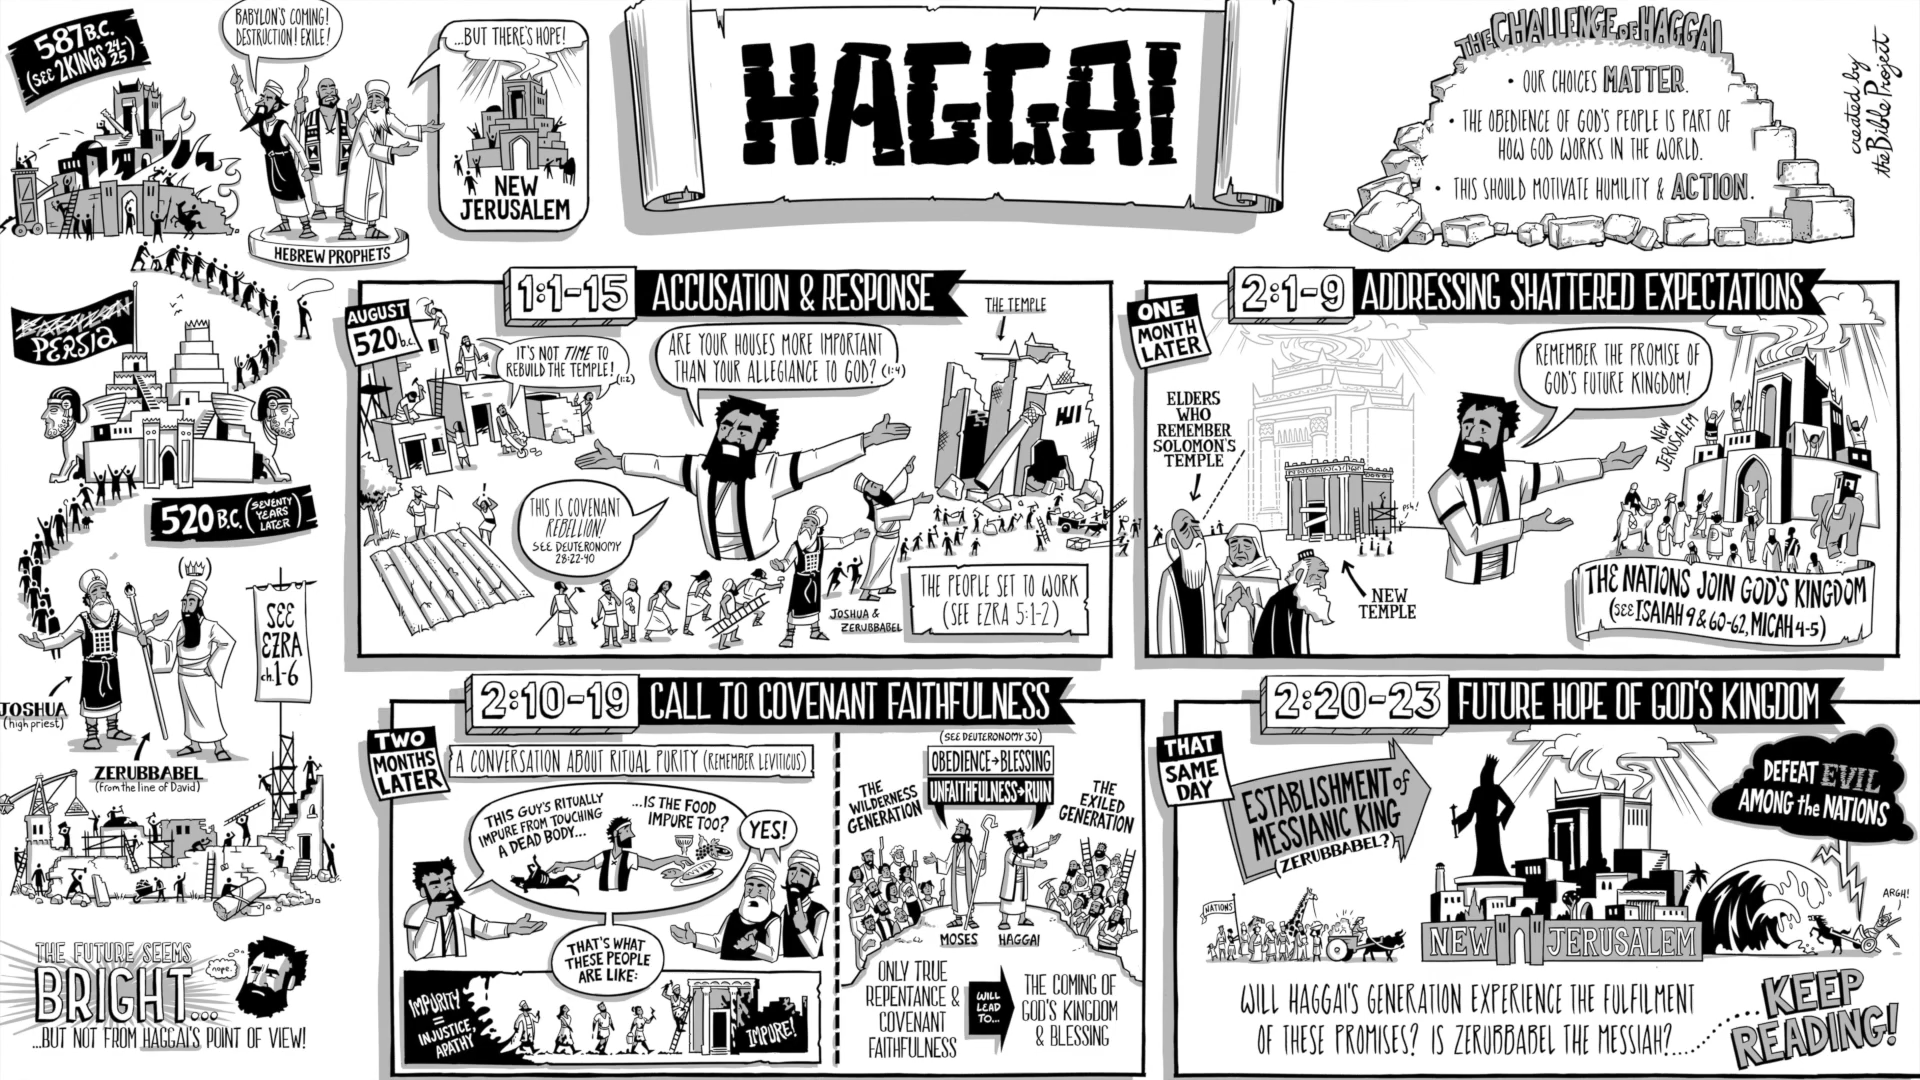 587 B.C.
(SEE 2 KINGS 24-
25)
BABYLON'S COMING!
DESTRUCTION! EXILE!
HEBREW PROPHETS
...BUT THERE'S HOPE!
NEW
JERUSALEM
HAGGAI
THE CHALLENGE OF HAGGAI
• OUR CHOICES MATTER.
• THE OBEDIENCE OF GOD'S PEOPLE IS PART OF
HOW GOD WORKS IN THE WORLD.
• THIS SHOULD MOTIVATE HUMILITY & ACTION.
created by
the Bible Project
BABYLON
PERSIA
520 B.C.
(SEVENTY
YEARS
LATER)
JOSHUA
(high priest)
ZERUBBABEL
(from the line of David)
SEE
EZRA
ch. 1-6
THE FUTURE SEEMS
BRIGHT...
nope.
...BUT NOT FROM HAGGAI'S POINT OF VIEW!
1:1-15 ACCUSATION & RESPONSE
AUGUST
520 b.c.
IT'S NOT TIME TO
REBUILD THE TEMPLE!
(1:2)
ARE YOUR HOUSES MORE IMPORTANT
THAN YOUR ALLEGIANCE TO GOD? (1:4)
THE TEMPLE
HI
THIS IS COVENANT
REBELLION!
SEE DEUTERONOMY
28:22-40
JOSHUA &
ZERUBBABEL
THE PEOPLE SET TO WORK
(SEE EZRA 5:1-2)
2:1-9 ADDRESSING SHATTERED EXPECTATIONS
ONE
MONTH
LATER
ELDERS
WHO
REMEMBER
SOLOMON'S
TEMPLE
psh!
NEW
TEMPLE
REMEMBER THE PROMISE OF
GOD'S FUTURE KINGDOM!
NEW
JERUSALEM
THE NATIONS JOIN GOD'S KINGDOM
(SEE ISAIAH 9 & 60-62, MICAH 4-5)
2:10-19 CALL TO COVENANT FAITHFULNESS
TWO
MONTHS
LATER
A CONVERSATION ABOUT RITUAL PURITY (REMEMBER LEVITICUS)
THIS GUY'S RITUALLY
IMPURE FROM TOUCHING
A DEAD BODY...
...IS THE FOOD
IMPURE TOO?
YES!
THAT'S WHAT
THESE PEOPLE
ARE LIKE:
IMPURITY
=
INJUSTICE,
APATHY
IMPURE!
(SEE DEUTERONOMY 30)
OBEDIENCE→BLESSING
UNFAITHFULNESS→RUIN
THE
WILDERNESS
GENERATION
THE
EXILED
GENERATION
MOSES
HAGGAI
ONLY TRUE
REPENTANCE &
COVENANT
FAITHFULNESS
WILL
LEAD
TO...
THE COMING OF
GOD'S KINGDOM
& BLESSING
2:20-23 FUTURE HOPE OF GOD'S KINGDOM
THAT
SAME
DAY
ESTABLISHMENT of
MESSIANIC KING
(ZERUBBABEL?)
DEFEAT EVIL
AMONG the NATIONS
NATIONS
ARGH!
NEW JERUSALEM
WILL HAGGAI'S GENERATION EXPERIENCE THE FULFILMENT
OF THESE PROMISES? IS ZERUBBABEL THE MESSIAH?....
KEEP
READING!